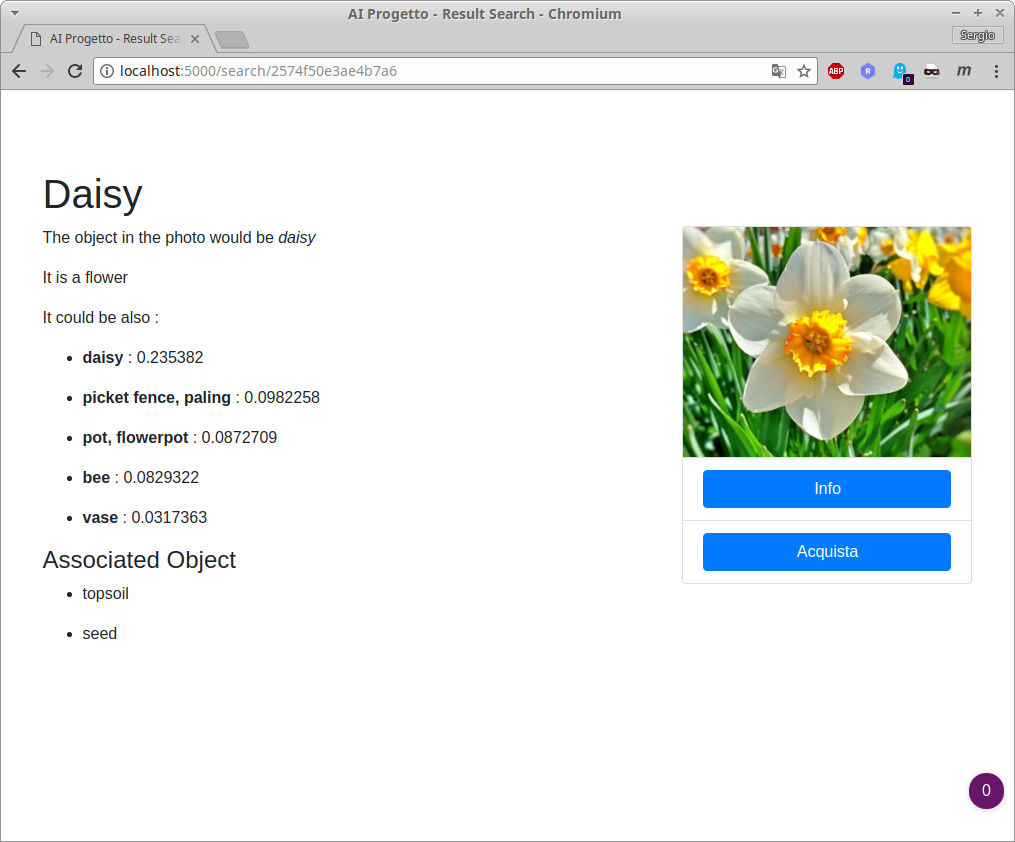 AI Progetto - Result Search - Chromium
AI Progetto - Result Sea
Sergio
localhost:5000/search/2574f50e3ae4b7a6
ABP
R
0
m
Daisy
The object in the photo would be daisy
It is a flower
It could be also :
daisy : 0.235382
picket fence, paling : 0.0982258
pot, flowerpot : 0.0872709
bee : 0.0829322
vase : 0.0317363
Associated Object
topsoil
seed
Info
Acquista
0